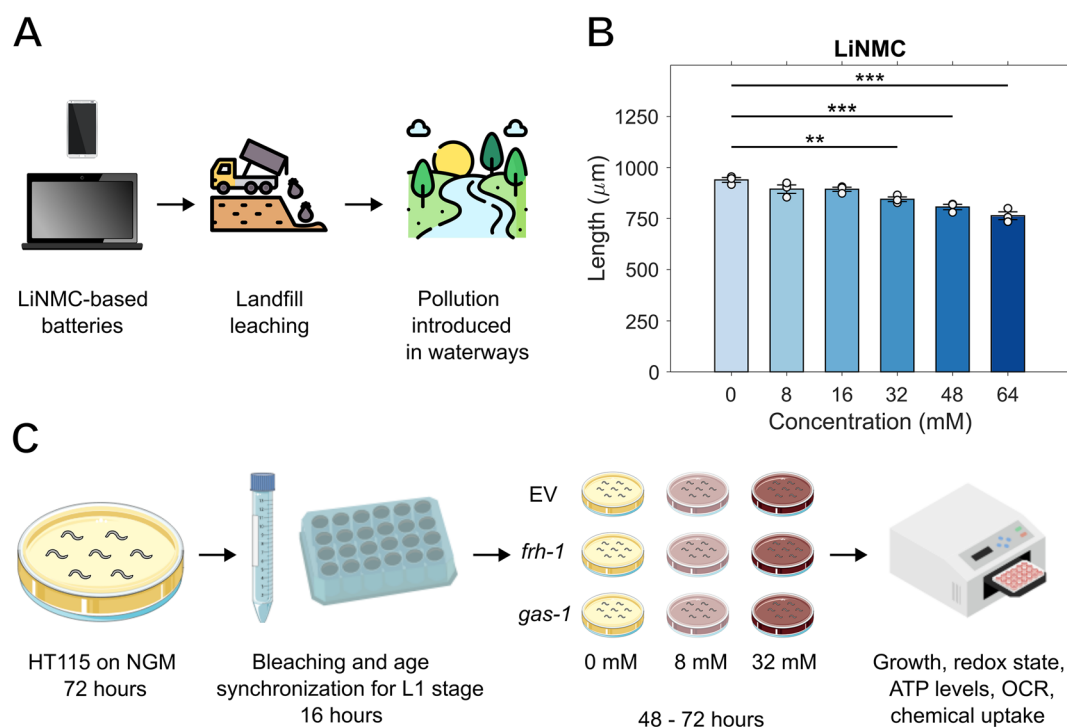 A
LiNMC-based
batteries
Landfill
leaching
Pollution
introduced
in waterways
B
LiNMC
***
***
**
1250
1000
750
500
250
0
Length (μm)
0 8 16 32 48 64
Concentration (mM)
C
HT115 on NGM
72 hours
Bleaching and age
synchronization for L1 stage
16 hours
EV
frh-1
gas-1
0 mM 8 mM 32 mM
48 - 72 hours
Growth, redox state,
ATP levels, OCR,
chemical uptake